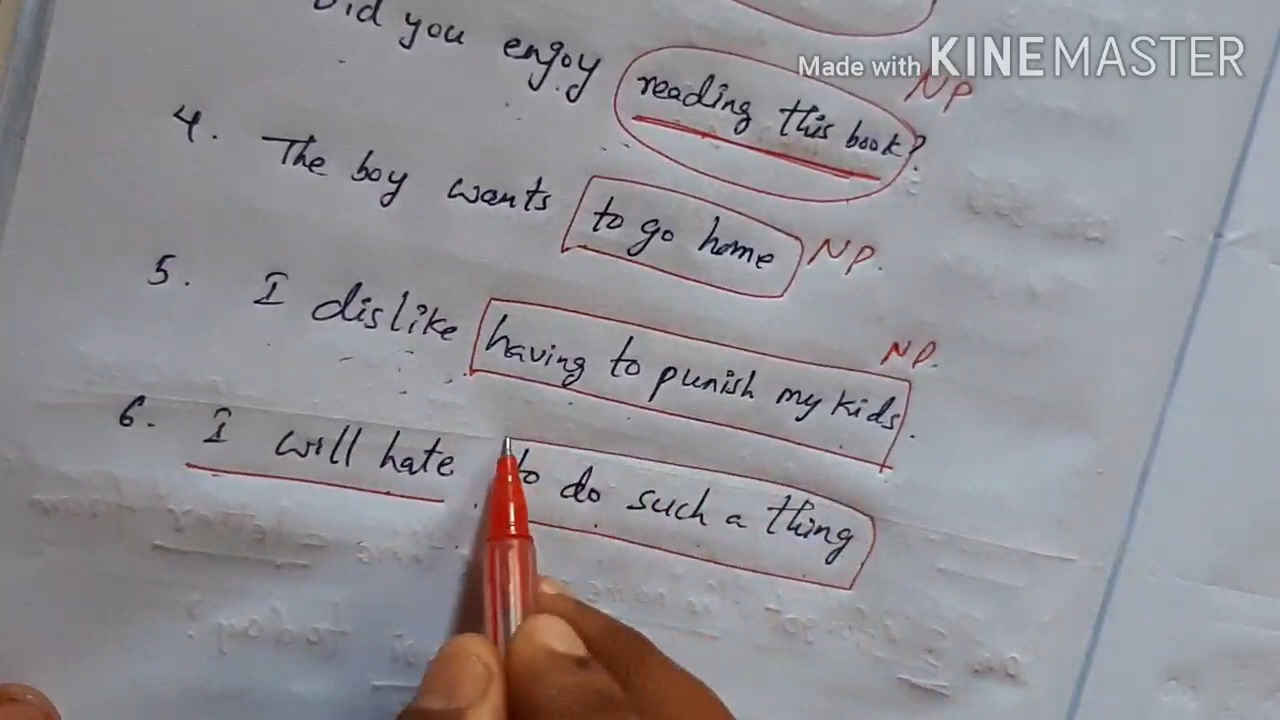 Did you enjoy reading this book? NP
4. The boy wants to go home NP.
5. I dislike having to punish my kids. NP.
6. I will hate to do such a thing
Made with KINEMASTER